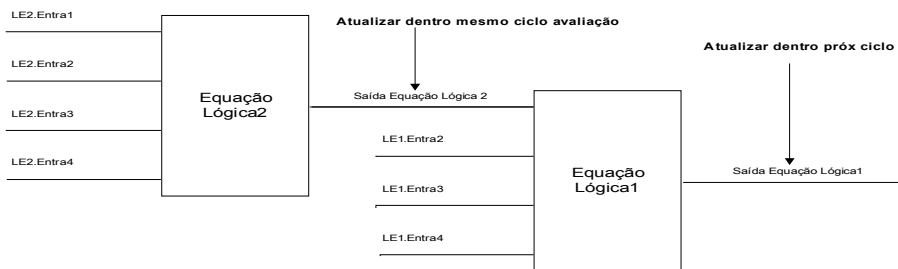 LE2.Entra1
Atualizar dentro mesmo ciclo avaliação
LE2.Entra2
Atualizar dentro próx ciclo
Equação
Lógica2
Saída Equação Lógica 2
LE2.Entra3
LE1.Entra2
LE2.Entra4
Equação
Lógica1
Saída Equação Lógica1
LE1.Entra3
LE1.Entra4